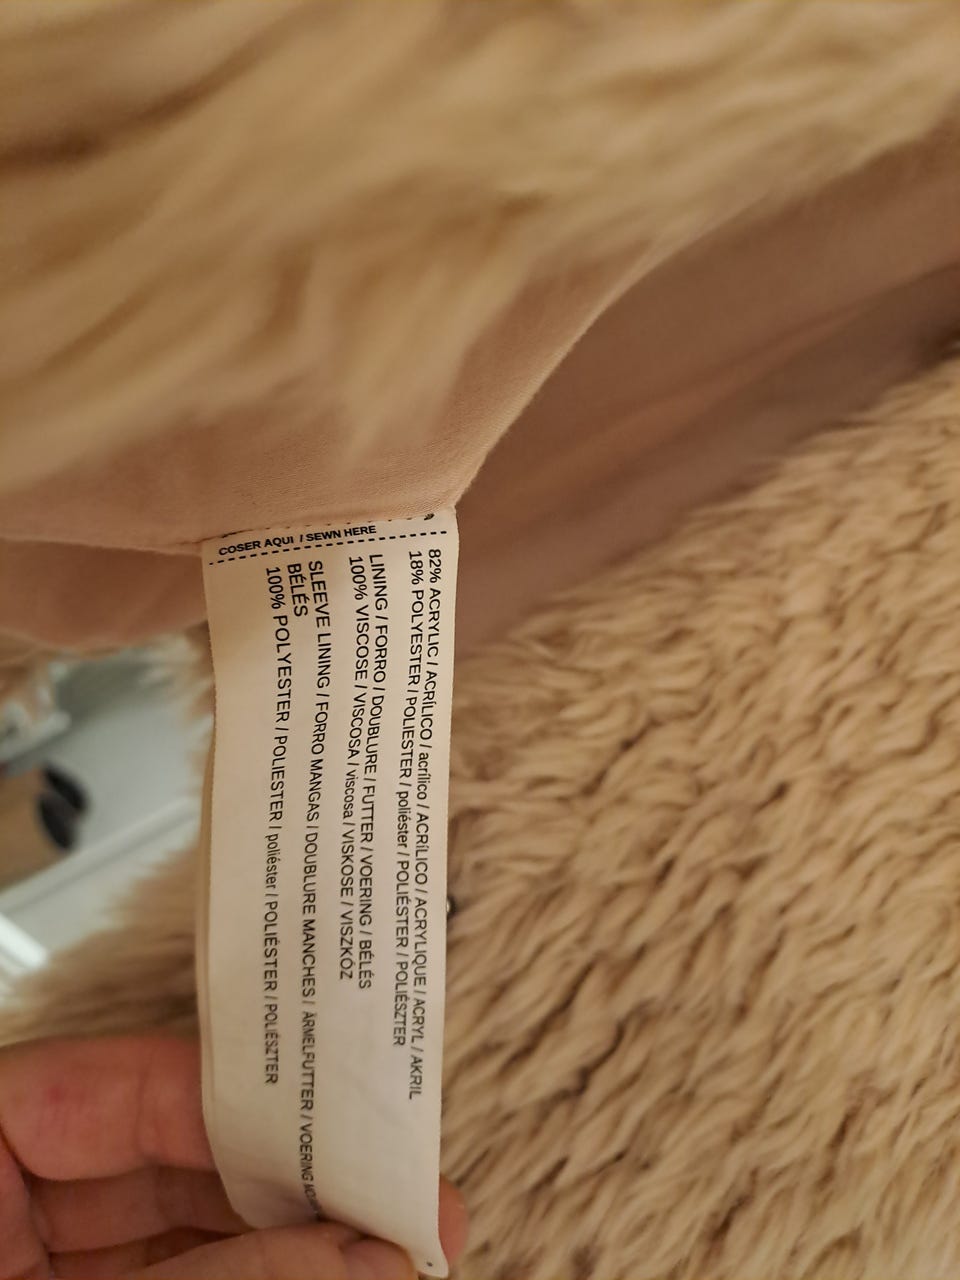 COSER AQUI / SEWN HERE
82% ACRYLIC / ACRÍLICO / acrílico / ACRÍLICO / ACRYLIQUE / ACRYL / AKRIL
18% POLYESTER / POLIESTER / poliéster / POLIÉSTER / POLIÉSZTER
LINING / FORRO / DOUBLURE / FUTTER / VOERING / BÉLÉS
100% VISCOSE / VISCOSA / viscosa / VISKOSE / VISZKÓZ
SLEEVE LINING / FORRO MANGAS / DOUBLURE MANCHES / ÄRMELFUTTER / VOERING
BÉLÉS
100% POLYESTER / POLIESTER / poliéster / POLIÉSTER / POLIÉSZTER